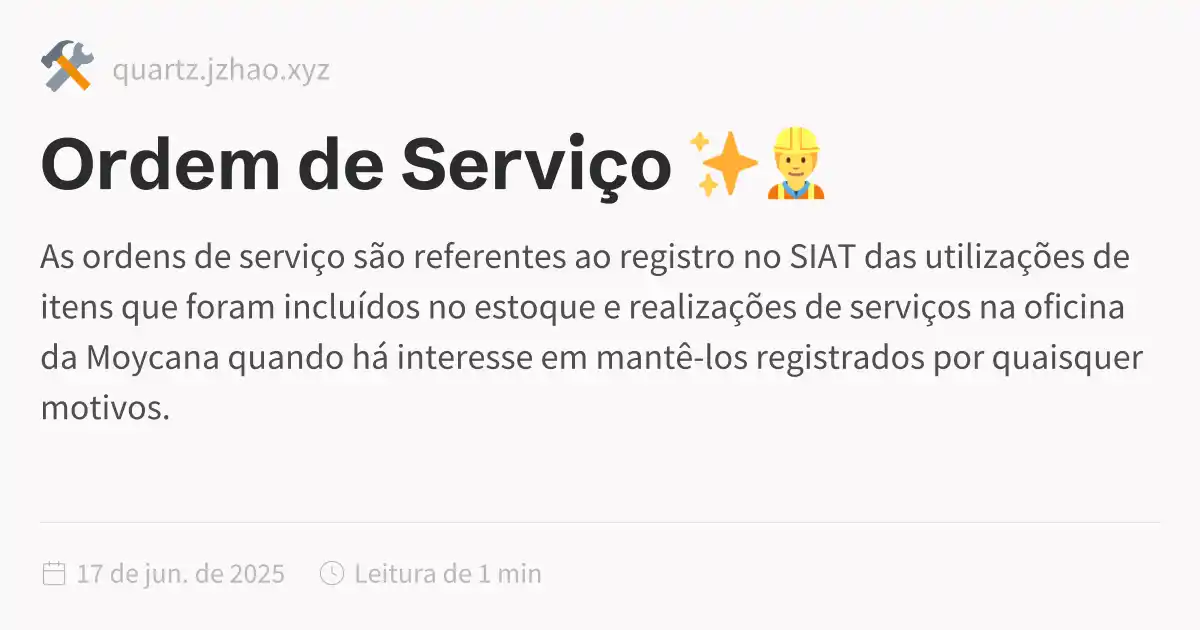 quartz.jzhao.xyz
Ordem de Serviço ✨👷
As ordens de serviço são referentes ao registro no SIAT das utilizações de
itens que foram incluídos no estoque e realizações de serviços na oficina
da Moycana quando há interesse em mantê-los registrados por quaisquer
motivos.
17 de jun. de 2025 Leitura de 1 min